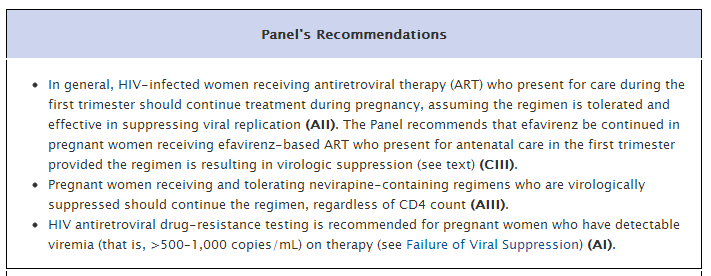 Panel's Recommendations
• In general, HIV-infected women receiving antiretroviral therapy (ART) who present for care during the
first trimester should continue treatment during pregnancy, assuming the regimen is tolerated and
effective in suppressing viral replication (AII). The Panel recommends that efavirenz be continued in
pregnant women receiving efavirenz-based ART who present for antenatal care in the first trimester
provided the regimen is resulting in virologic suppression (see text) (CIII).
• Pregnant women receiving and tolerating nevirapine-containing regimens who are virologically
suppressed should continue the regimen, regardless of CD4 count (AIII).
• HIV antiretroviral drug-resistance testing is recommended for pregnant women who have detectable
viremia (that is, >500-1,000 copies/mL) on therapy (see Failure of Viral Suppression) (AI).